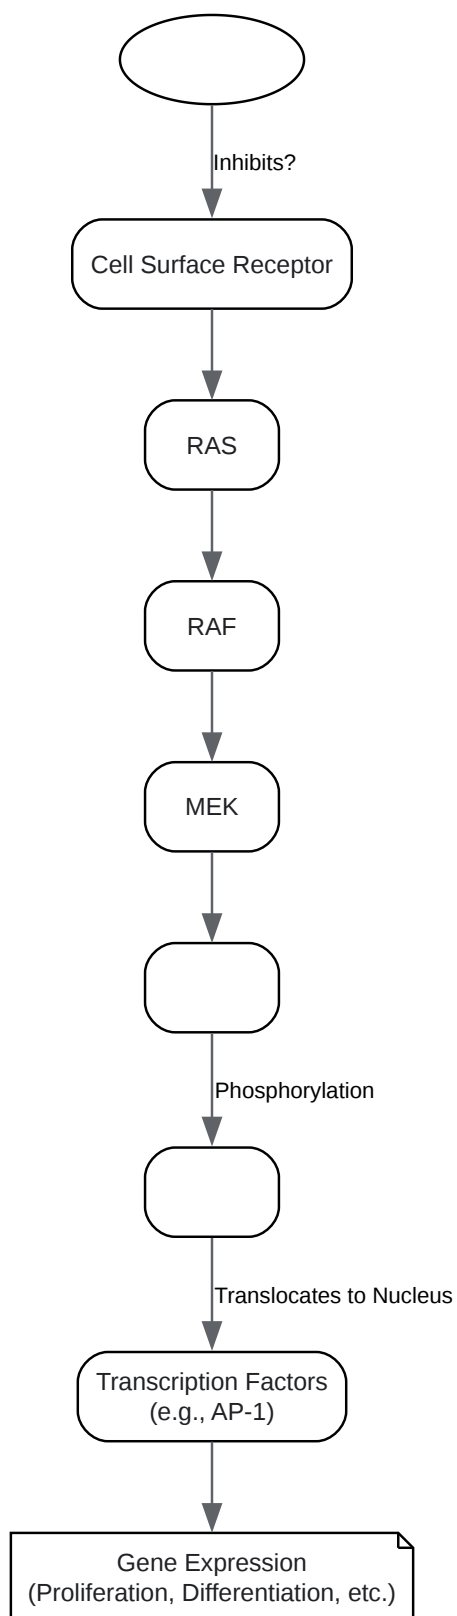 Inhibits?
Cell Surface Receptor
RAS
RAF
MEK
Phosphorylation
Translocates to Nucleus
Transcription Factors
(e.g., AP-1)
Gene Expression
(Proliferation, Differentiation, etc.)